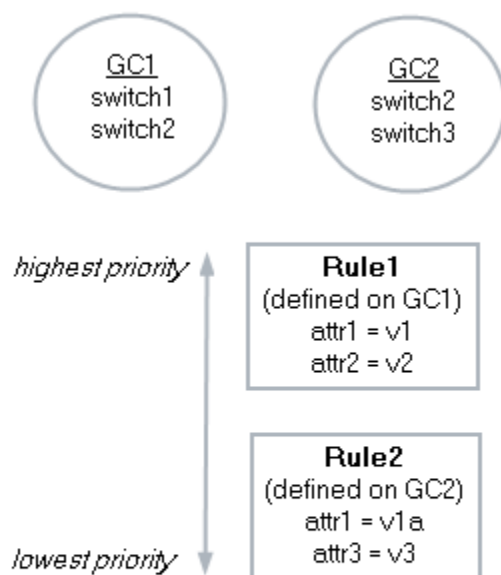 GC1
switch1
switch2
GC2
switch2
switch3
highest priority
Rule1
(defined on GC1)
attr1 = v1
attr2 = v2
Rule2
(defined on GC2)
attr1 = v1a
attr3 = v3
lowest priority